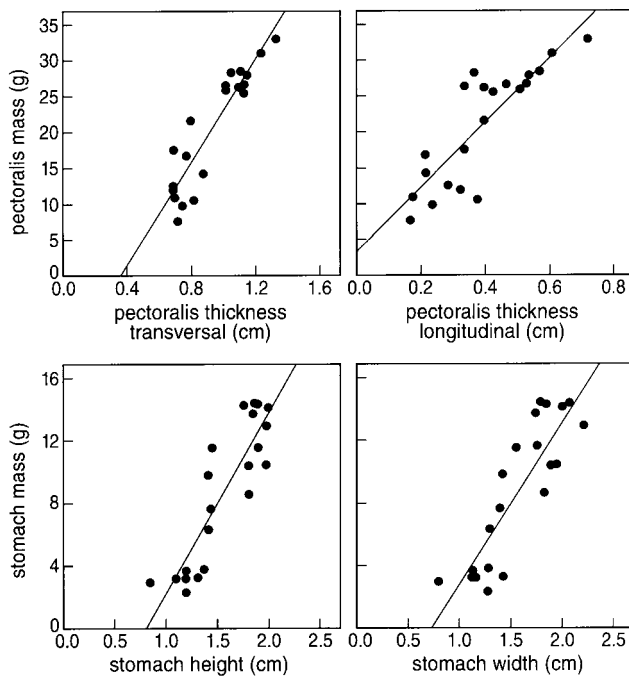 pectoralis mass (g)
35
30
25
20
15
10
5
0
0.0 0.4 0.8 1.2 1.6
pectoralis thickness
transversal (cm)
0.0 0.2 0.4 0.6 0.8
pectoralis thickness
longitudinal (cm)
stomach mass (g)
16
12
8
4
0
0.0 0.5 1.0 1.5 2.0 2.5
stomach height (cm)
0.0 0.5 1.0 1.5 2.0 2.5
stomach width (cm)